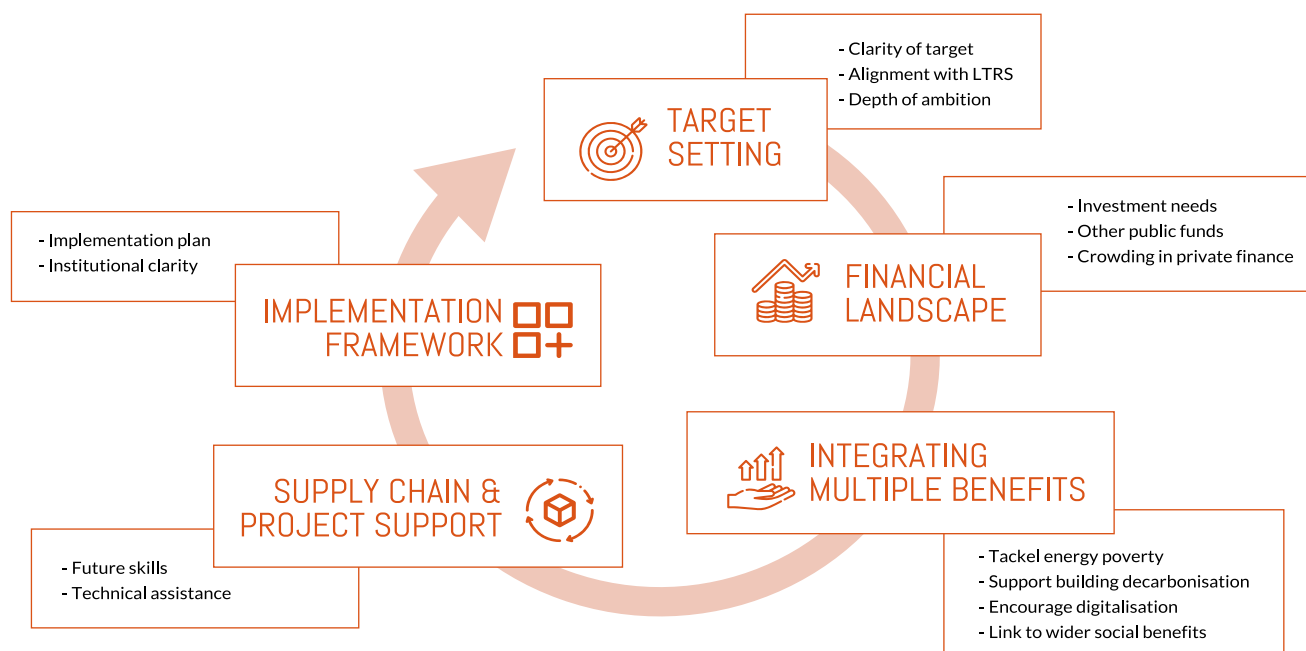 - Clarity of target
- Alignment with LTRS
- Depth of ambition
TARGET
SETTING
- Investment needs
- Other public funds
- Crowding in private finance
FINANCIAL
LANDSCAPE
INTEGRATING
MULTIPLE BENEFITS
- Tackel energy poverty
- Support building decarbonisation
- Encourage digitalisation
- Link to wider social benefits
SUPPLY CHAIN &
PROJECT SUPPORT
- Future skills
- Technical assistance
- Implementation plan
- Institutional clarity
IMPLEMENTATION
FRAMEWORK